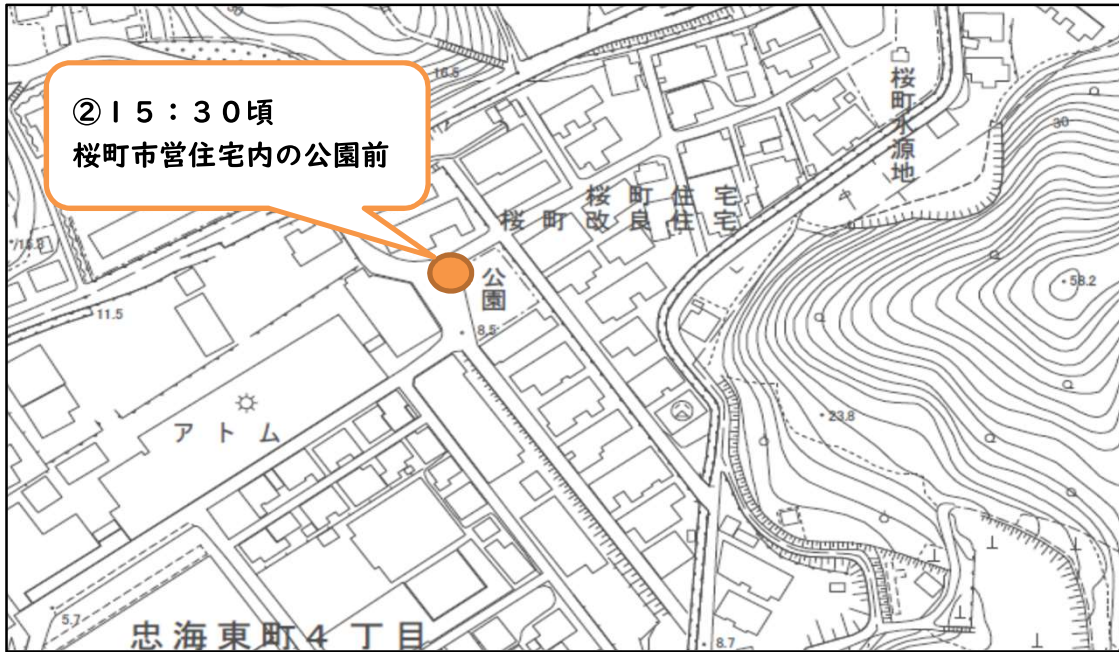 ②15：30頃
桜町市営住宅内の公園前
16.5
桜町水源地
30
桜町住宅
桜町改良住宅
公園
58.2
11.5
8.5
アトム
23.8
5.7
忠海東町4丁目
8.7